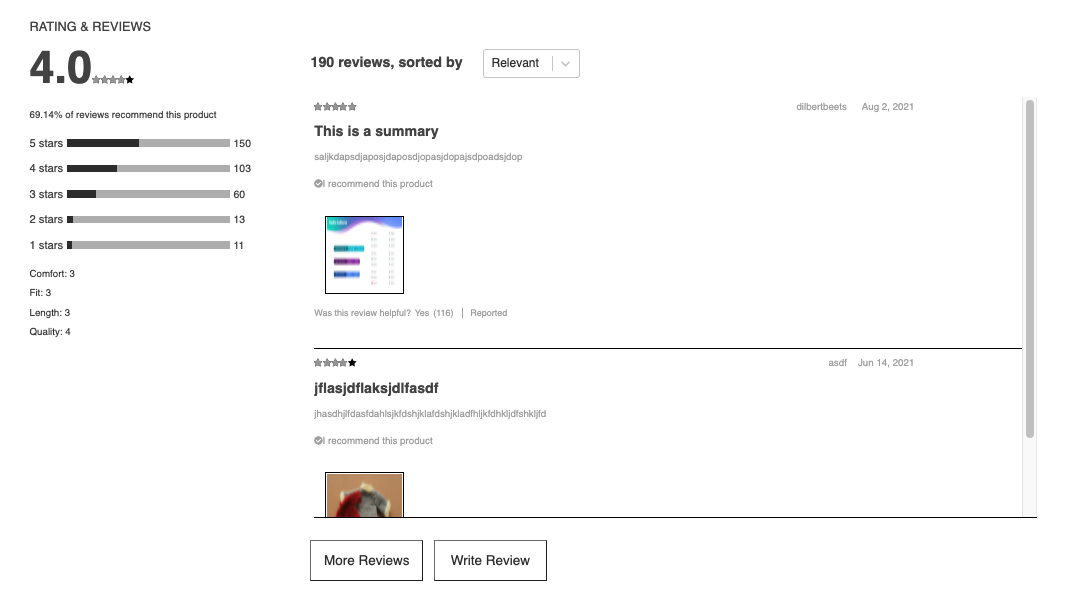 RATING & REVIEWS
4.0
69.14% of reviews recommend this product
5 stars 150
4 stars 103
3 stars 60
2 stars 13
1 stars 11
Comfort: 3
Fit: 3
Length: 3
Quality: 4
190 reviews, sorted by Relevant
dilbertbeets Aug 2, 2021
This is a summary
saljkdapsdjaposjdaposdjopasjdopajsdpoadsjdop
I recommend this product
Was this review helpful? Yes (116) | Reported
asdf Jun 14, 2021
jflasjdflaksjdlfasdf
jhasdhjlfdasfdahlsjkfdshjklafdshjkladfhljkfdhkljdfshkljfd
I recommend this product
More Reviews
Write Review